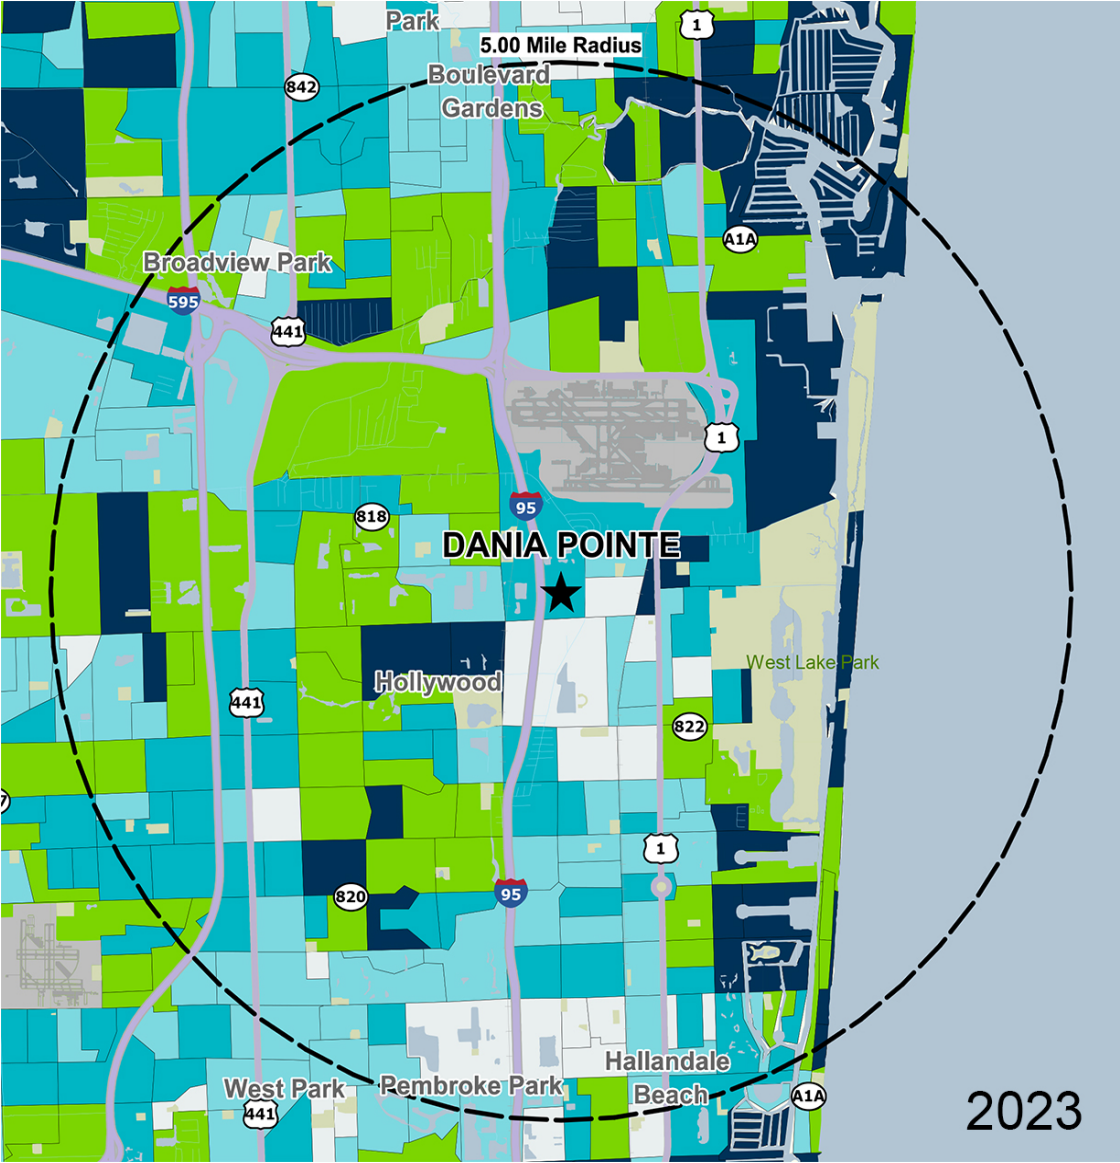 Park
1
5.00 Mile Radius
Boulevard
Gardens
842
A1A
Broadview Park
595
441
1
95
818
DANIA POINTE
West Lake Park
Hollywood
441
822
7
1
820
95
Hallandale
Beach
West Park
Pembroke Park
A1A
441
2023